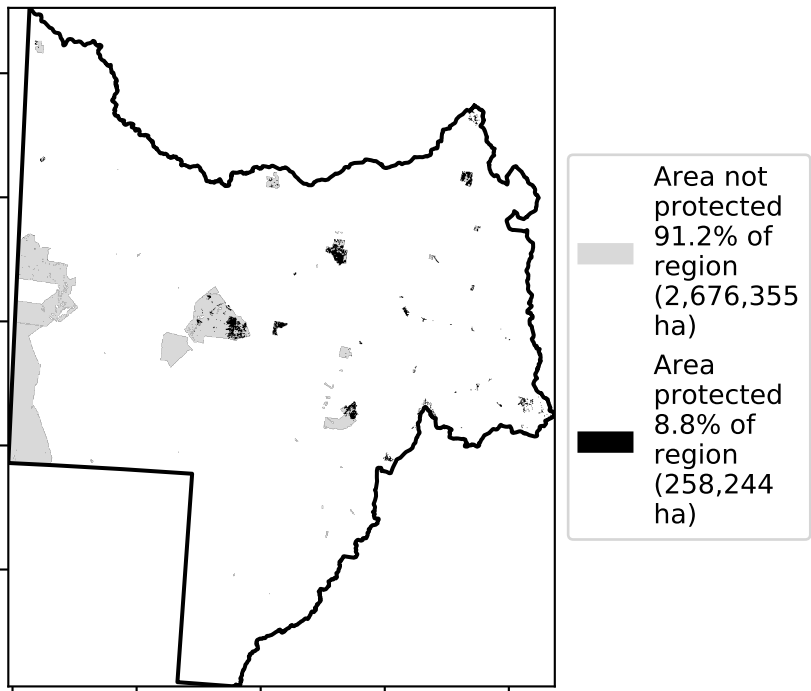 Area not
protected
91.2% of
region
(2,676,355
ha)
Area
protected
8.8% of
region
(258,244
ha)